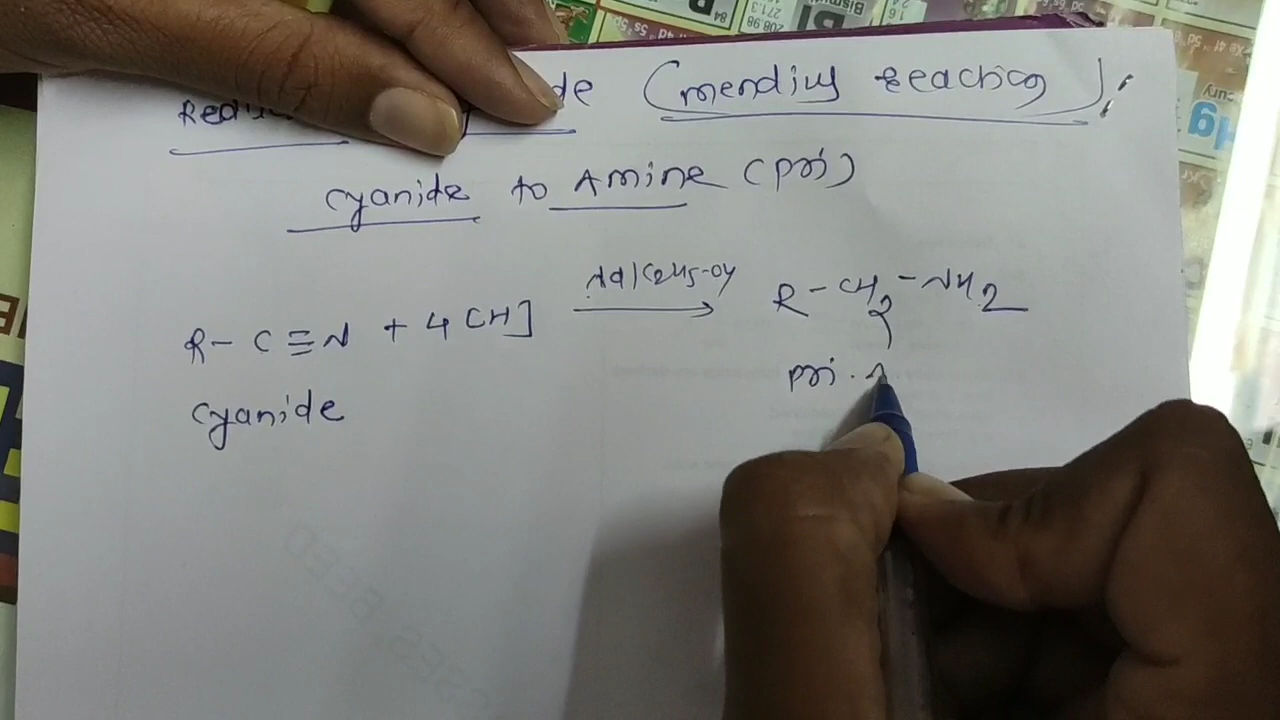 de (mendius reaction):
cyanide to Amine (pri)
Na|C2H5-OH
R-C≡N + 4[H] → R-CH2-NH2
cyanide
pri.